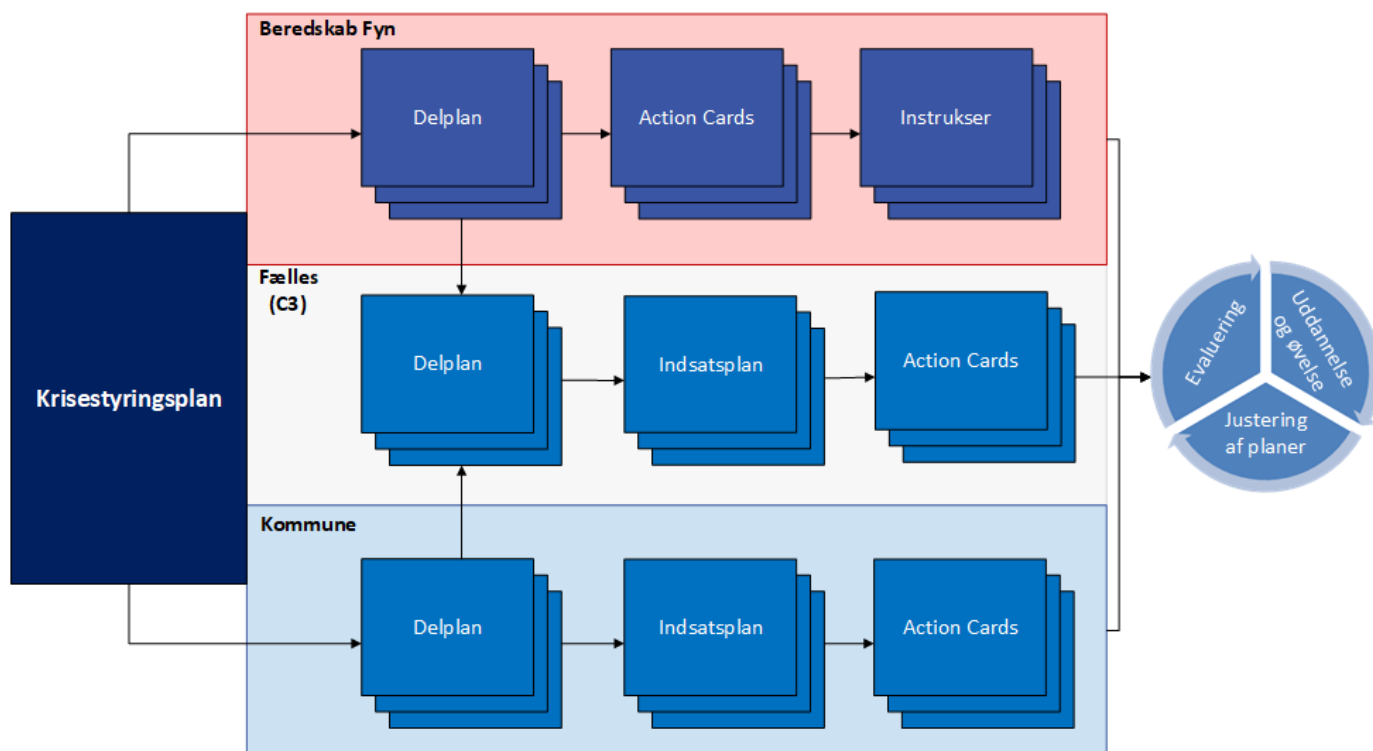 Beredskab Fyn
Delplan
Action Cards
Instrukser
Krisestyringsplan
Fælles
(C3)
Delplan
Indsatsplan
Action Cards
Kommune
Delplan
Indsatsplan
Action Cards
Evaluering
Uddannelse
og øvelse
Justering
af planer